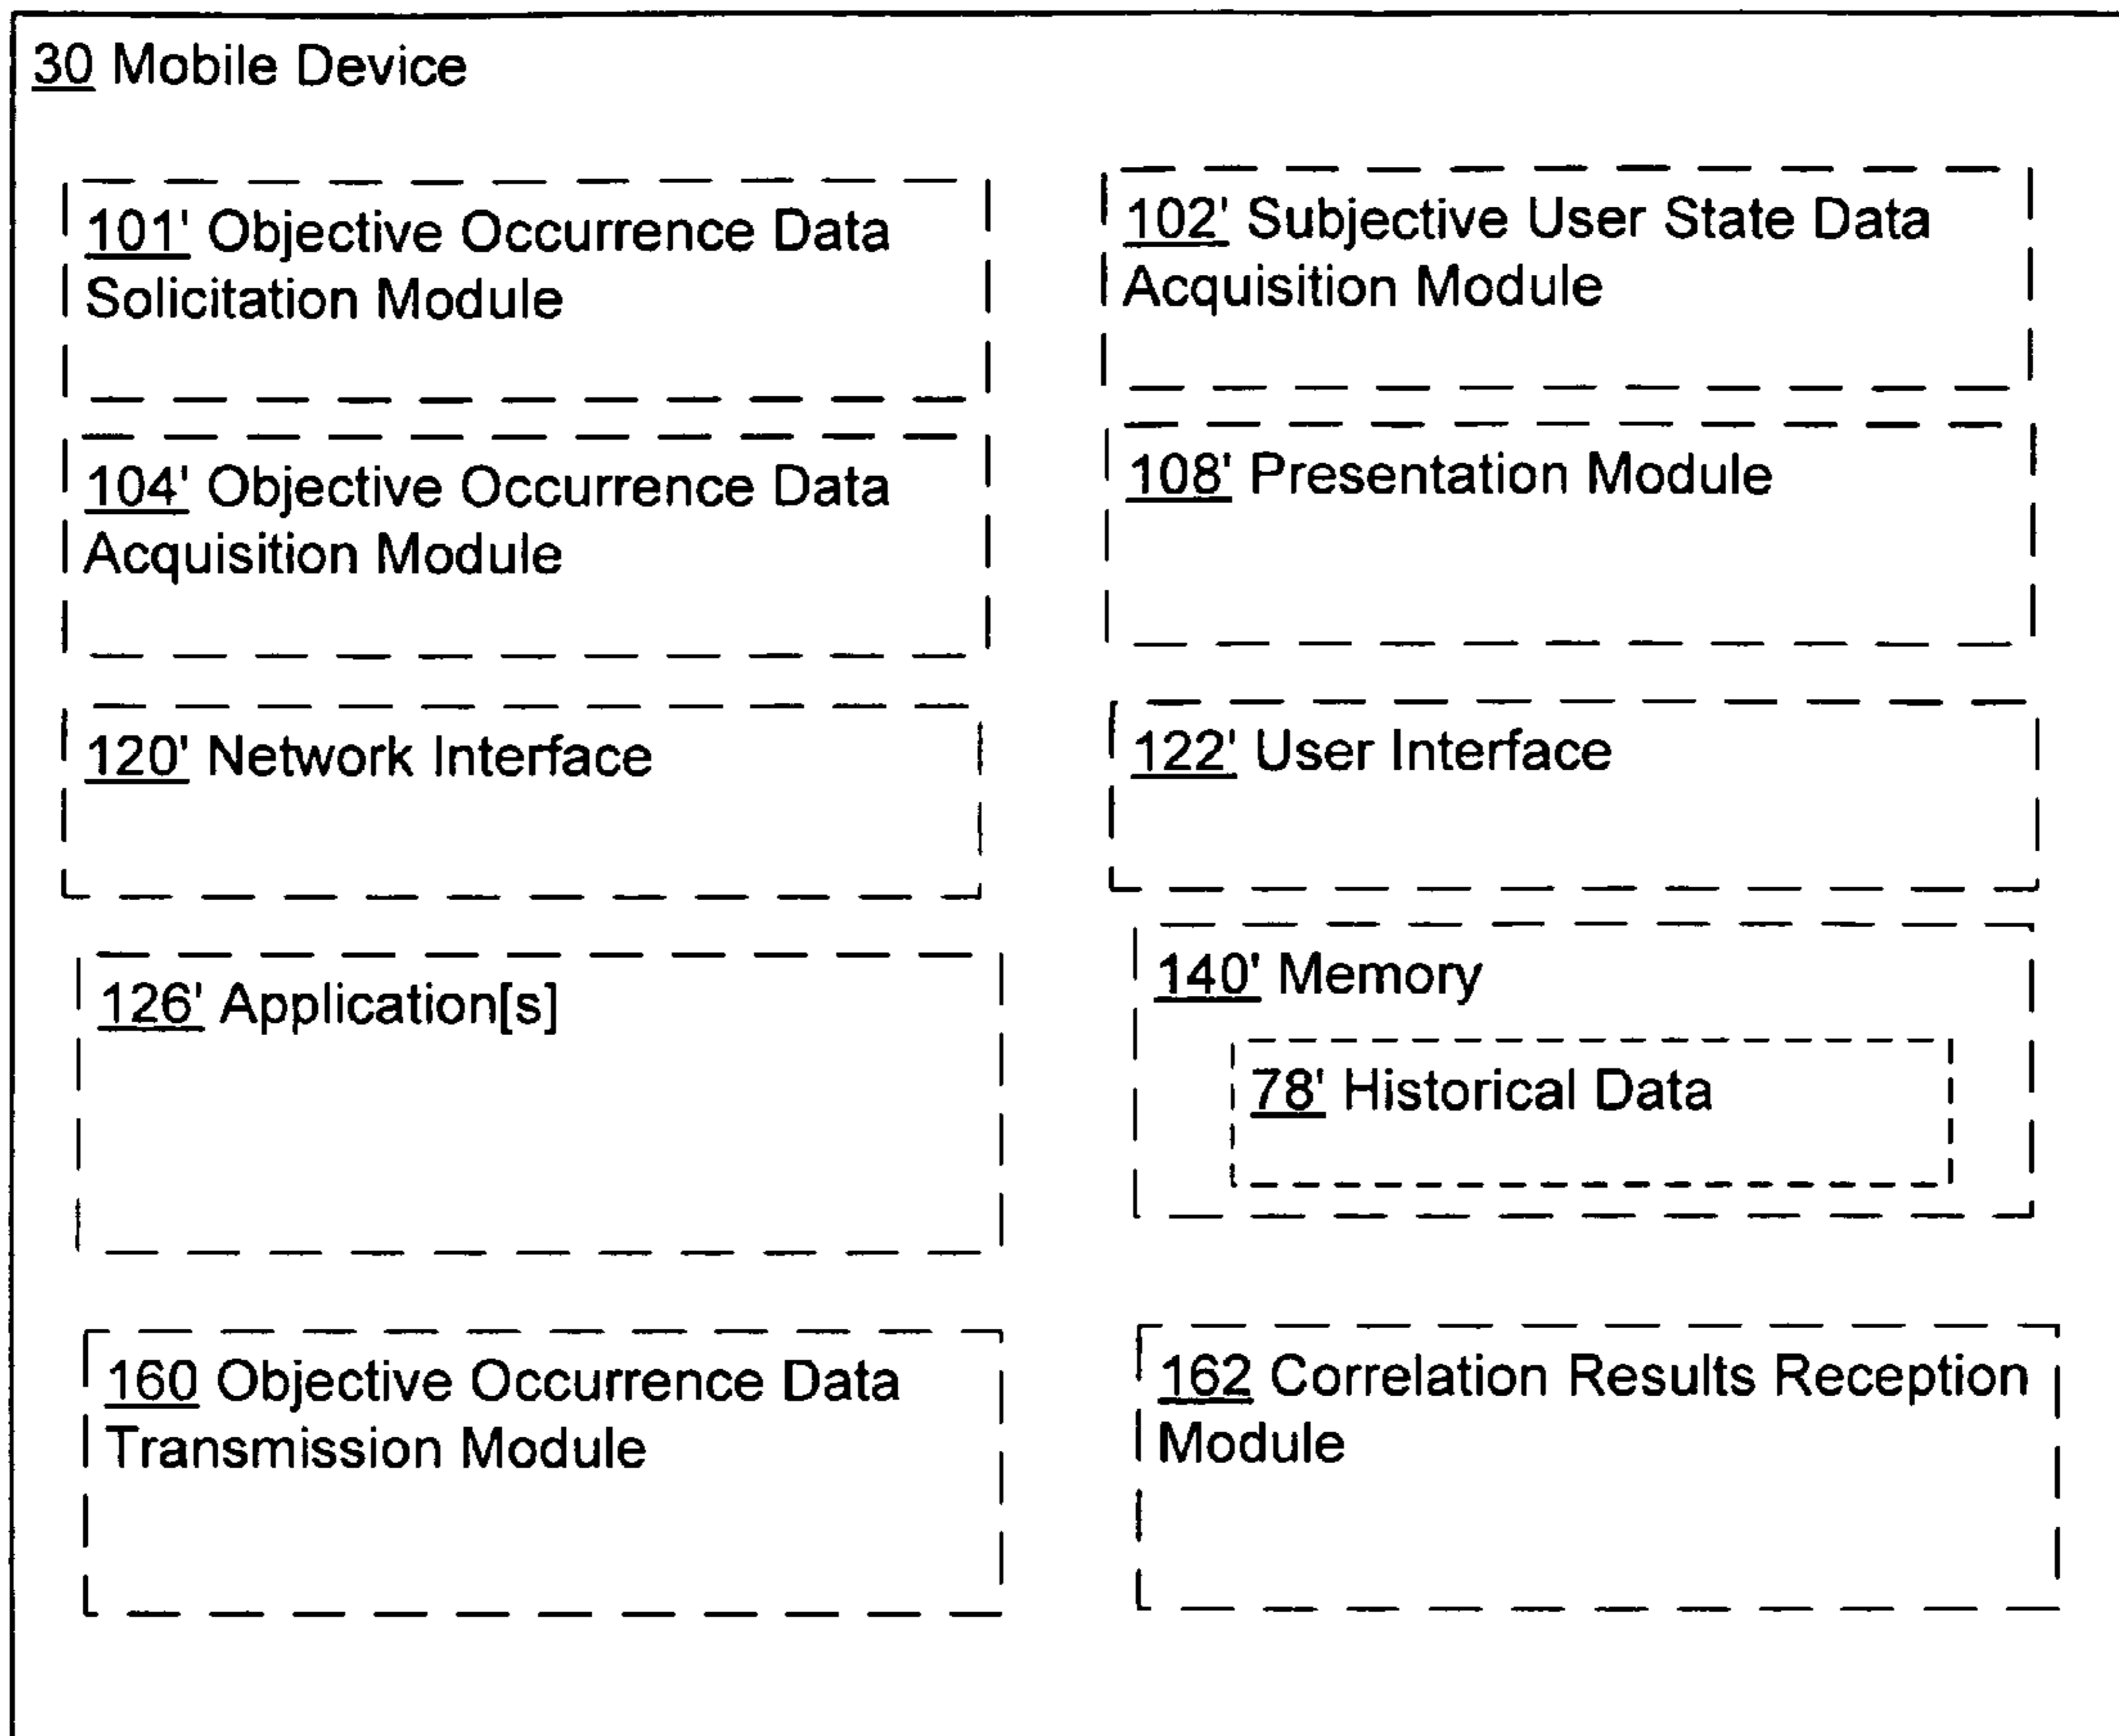 30 Mobile Device
101' Objective Occurrence Data
Solicitation Module
102' Subjective User State Data
Acquisition Module
104' Objective Occurrence Data
Acquisition Module
108' Presentation Module
120' Network Interface
122' User Interface
126' Application[s]
140' Memory
78' Historical Data
160 Objective Occurrence Data
Transmission Module
162 Correlation Results Reception
Module